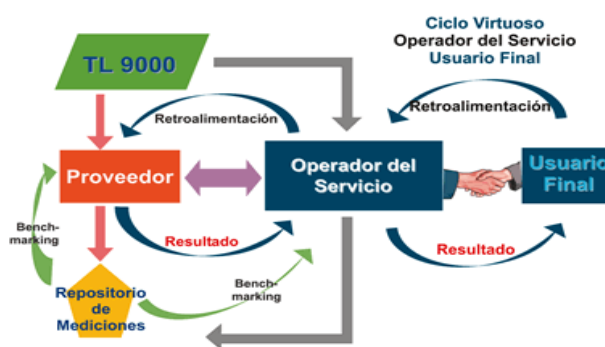 Ciclo Virtuoso
Operador del Servicio
Usuario Final
TL 9000
Retroalimentación
Retroalimentación
Proveedor
Operador del
Servicio
Usuario
Final
Bench-
marking
Resultado
Resultado
Repositorio
de
Mediciones
Bench-
marking